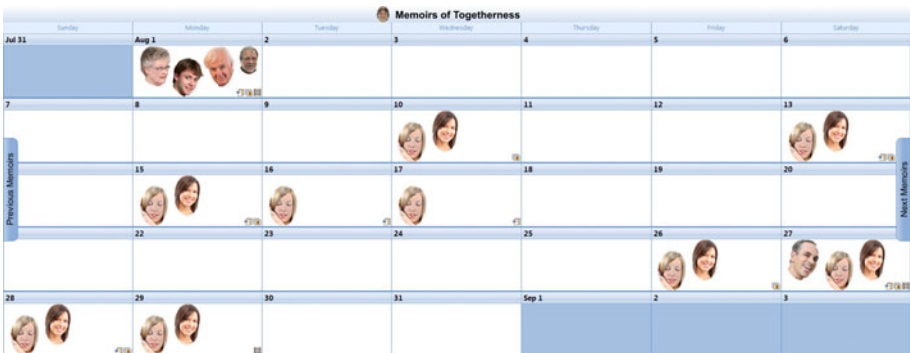 Memoirs of Togetherness
Sunday Monday Tuesday Wednesday Thursday Friday Saturday
Jul 31 Aug 1 2 3 4 5 6
7 8 9 10 11 12 13
15 16 17 18 19 20
22 23 24 25 26 27
28 29 30 31 Sep 1 2 3
Previous Memoirs
Next Memoirs